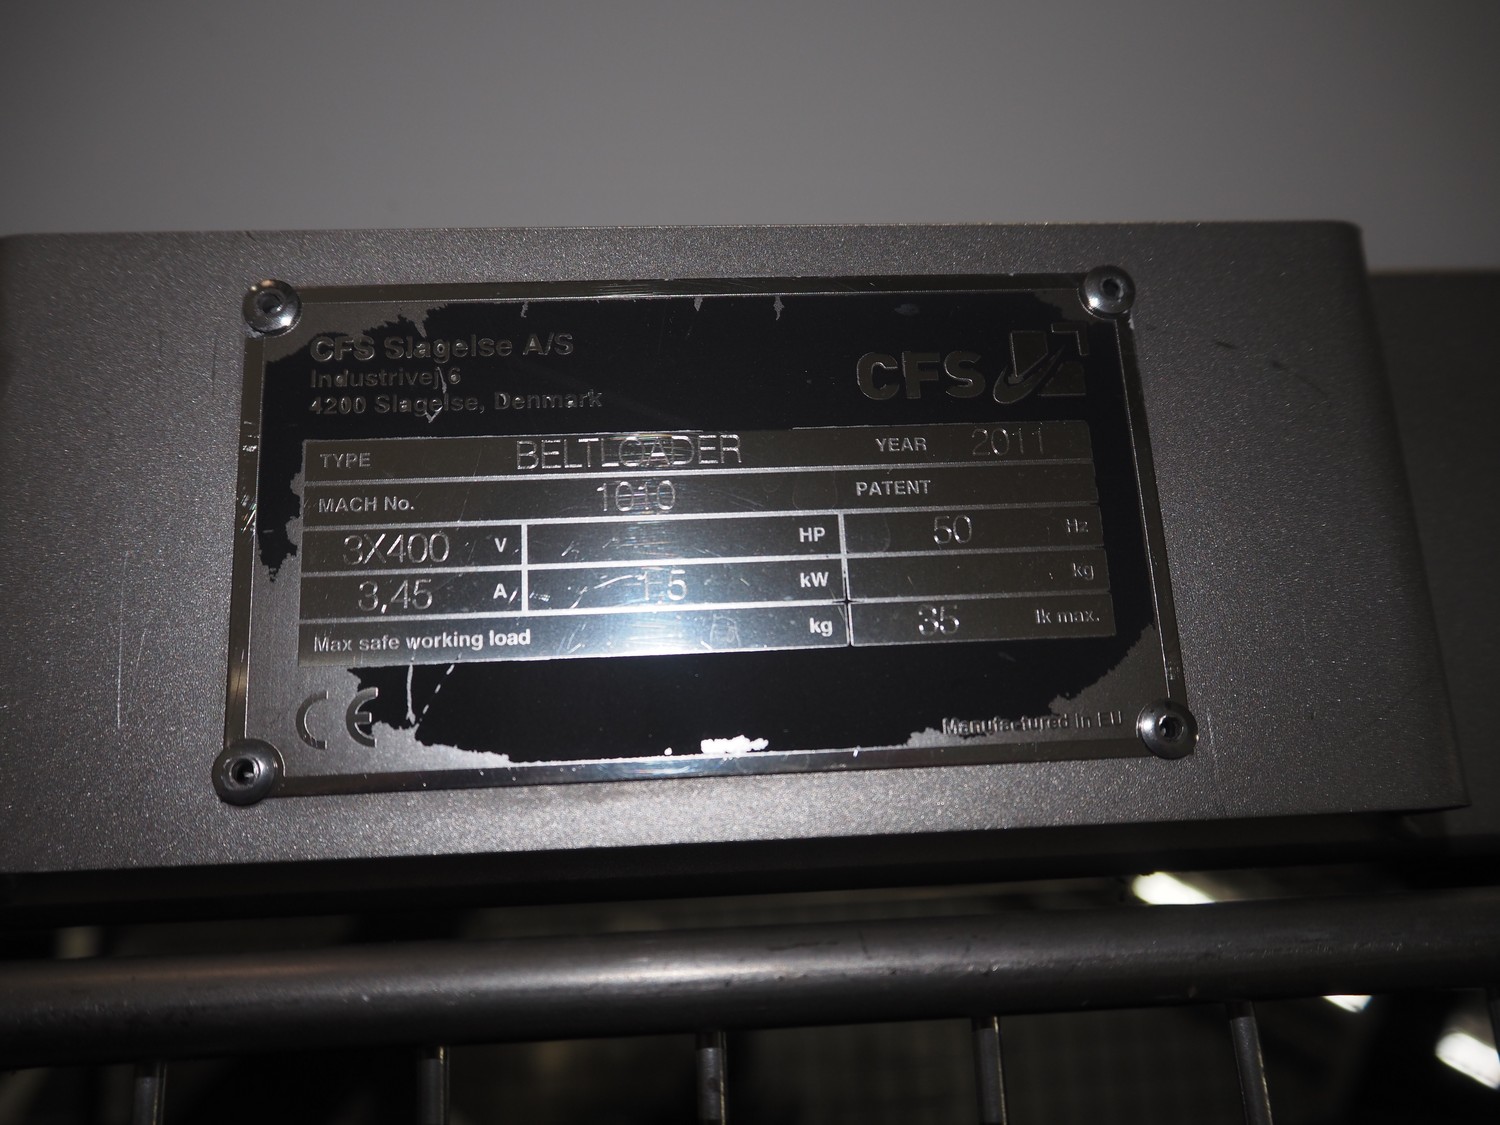 CFS Slagelse A/S
Industrivej 6
4200 Slagelse, Denmark
CFS
TYPE BELTLOADER YEAR 2011
MACH No. 1010 PATENT
3X400 V HP 50 Hz
3,45 A 1.5 kW kg
Max safe working load kg 35 Ik max.
CE Manufactured in EU